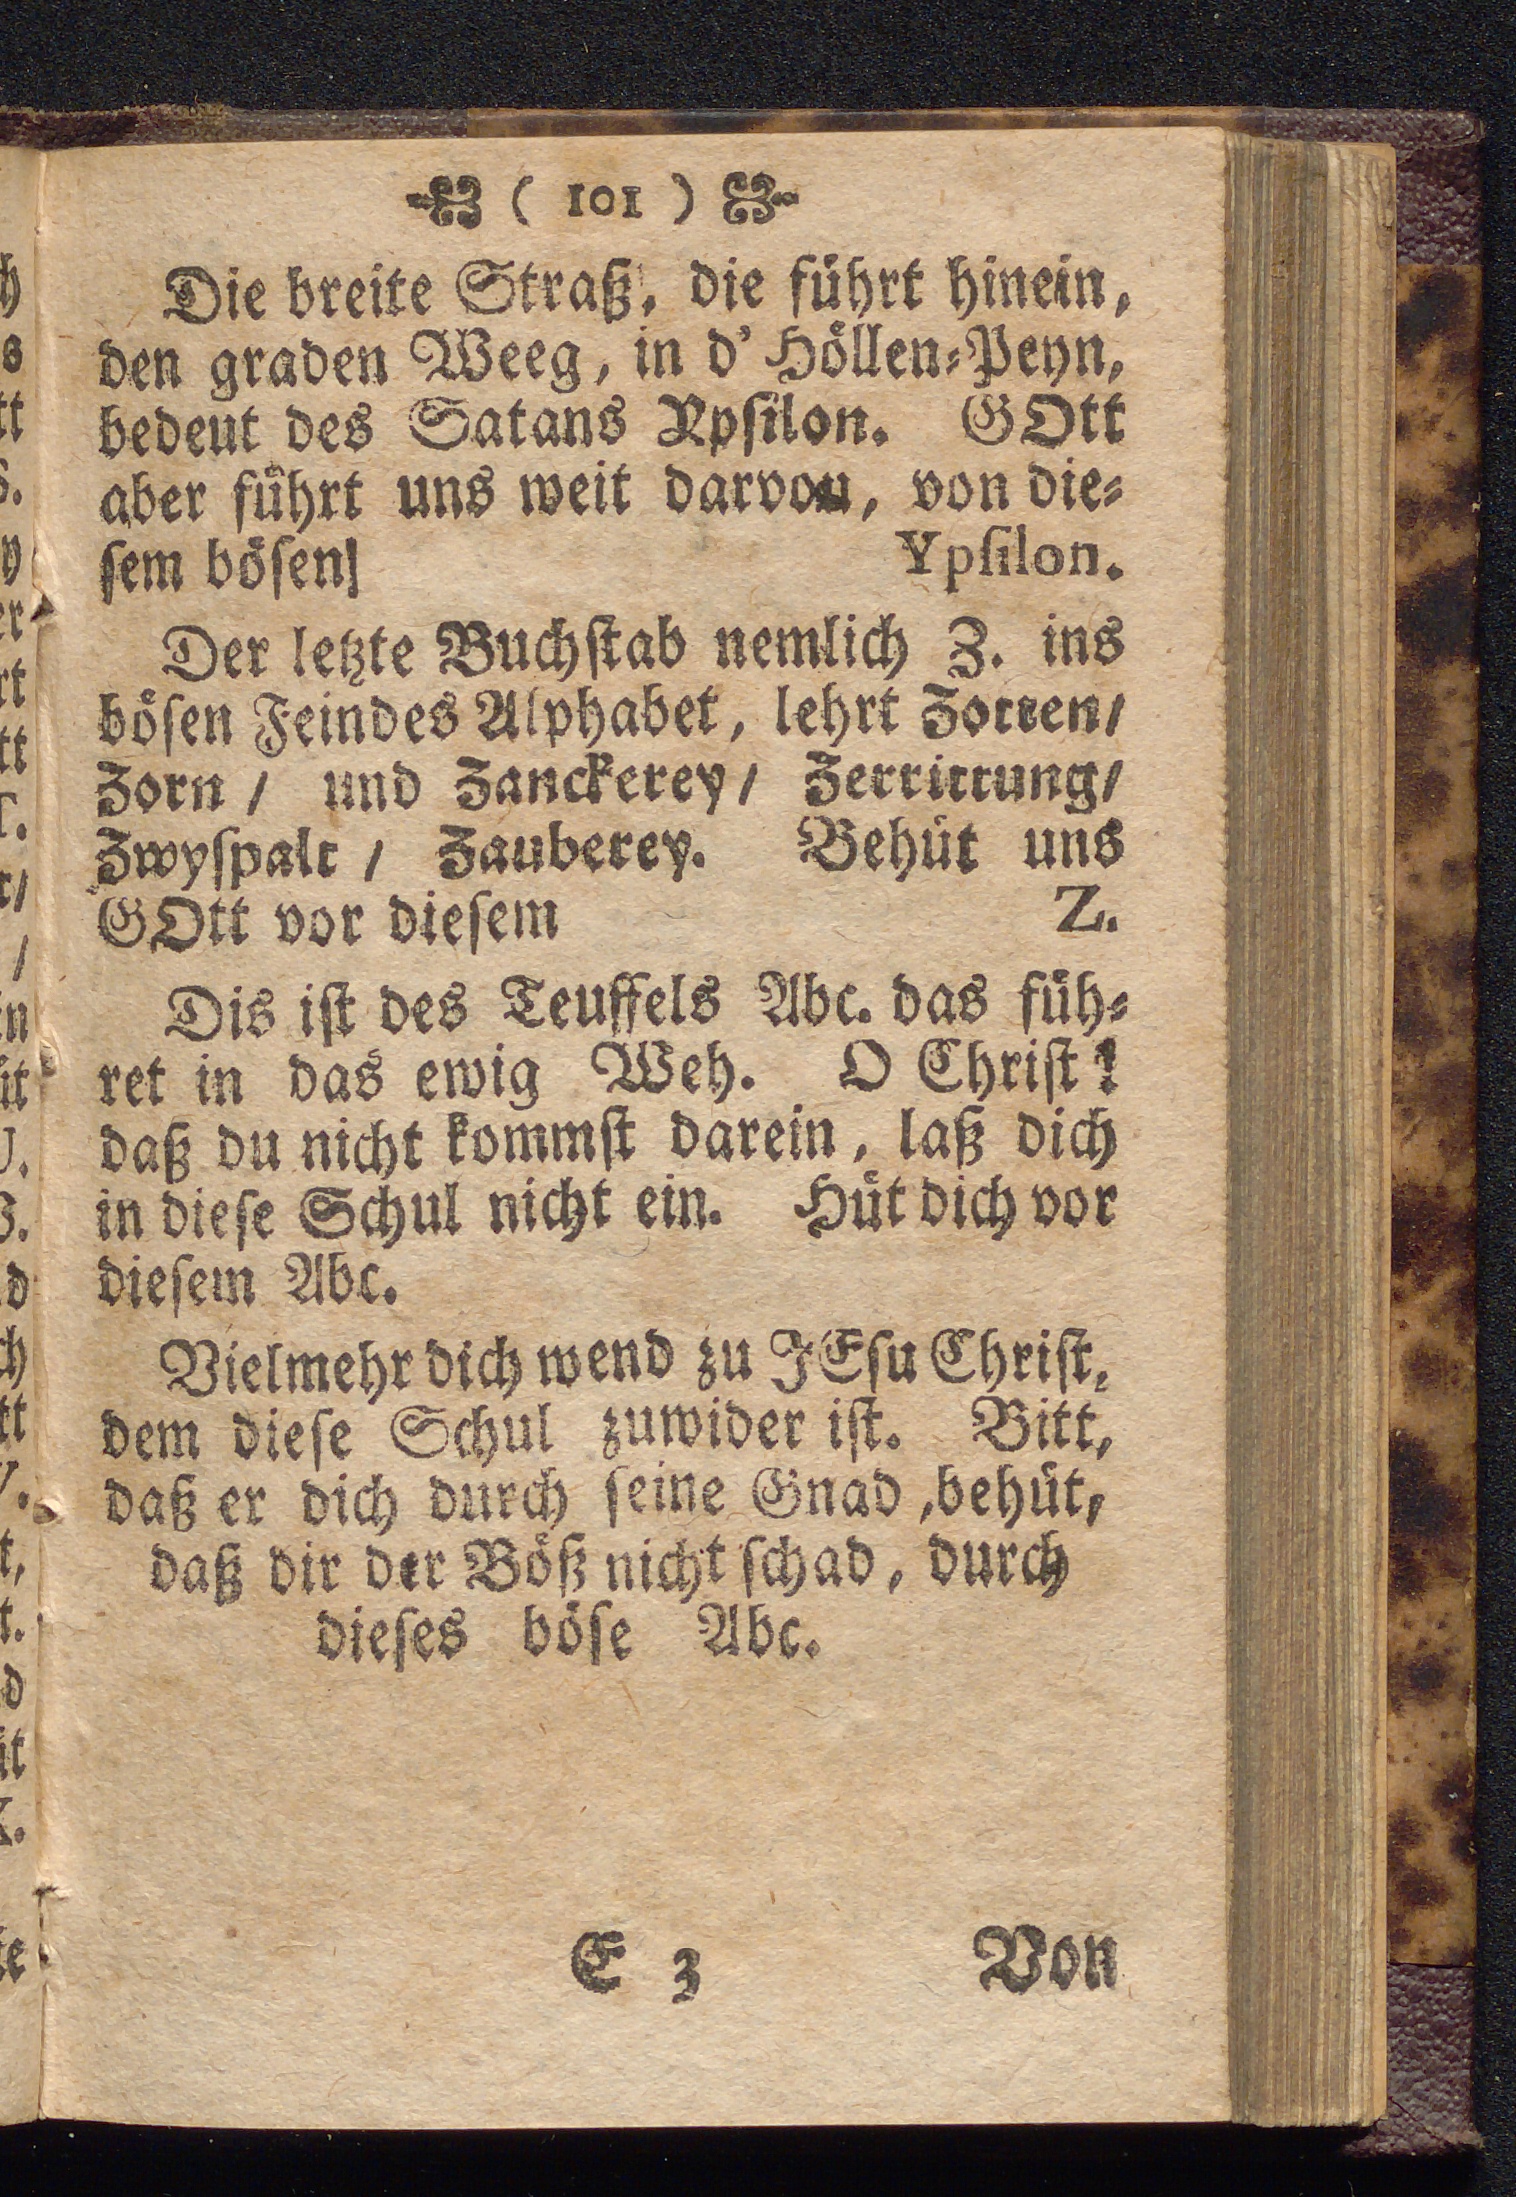 ( 101 )
Die breite Straß, die führt hinein,
den graden Weeg, in d' Höllen-Peyn,
bedeut des Satans Ypsilon. GOtt
aber führt uns weit darvon, von die-
sem bösen] Ypsilon.
Der letzte Buchstab nemlich Z. ins
bösen Feindes Alphabet, lehrt Zotten/
Zorn / und Zanckerey / Zerrittung/
Zwyspalt / Zauberey. Behüt uns
GOtt vor diesem Z.
Dis ist des Teuffels Abc. das füh-
ret in das ewig Weh. O Christ!
daß du nicht kommst darein, laß dich
in diese Schul nicht ein. Hüt dich vor
diesem Abc.
Vielmehr dich wend zu JEsu Christ,
dem diese Schul zuwider ist. Bitt,
daß er dich durch seine Gnad ,behüt,
daß dir der Böß nicht schad, durch
dieses böse Abc.
E 3 Von